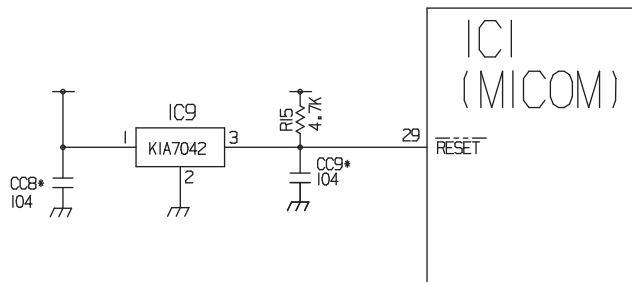 IC1
(MICOM)
IC9
R15
4.7K
1
KIA7042
3
29
RESET
2
CC8*
104
CC9*
104